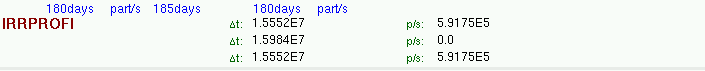 180days part/s 185days 180days part/s
IRRPROFI Δt: 1.5552E7 p/s: 5.9175E5
Δt: 1.5984E7 p/s: 0.0
Δt: 1.5552E7 p/s: 5.9175E5